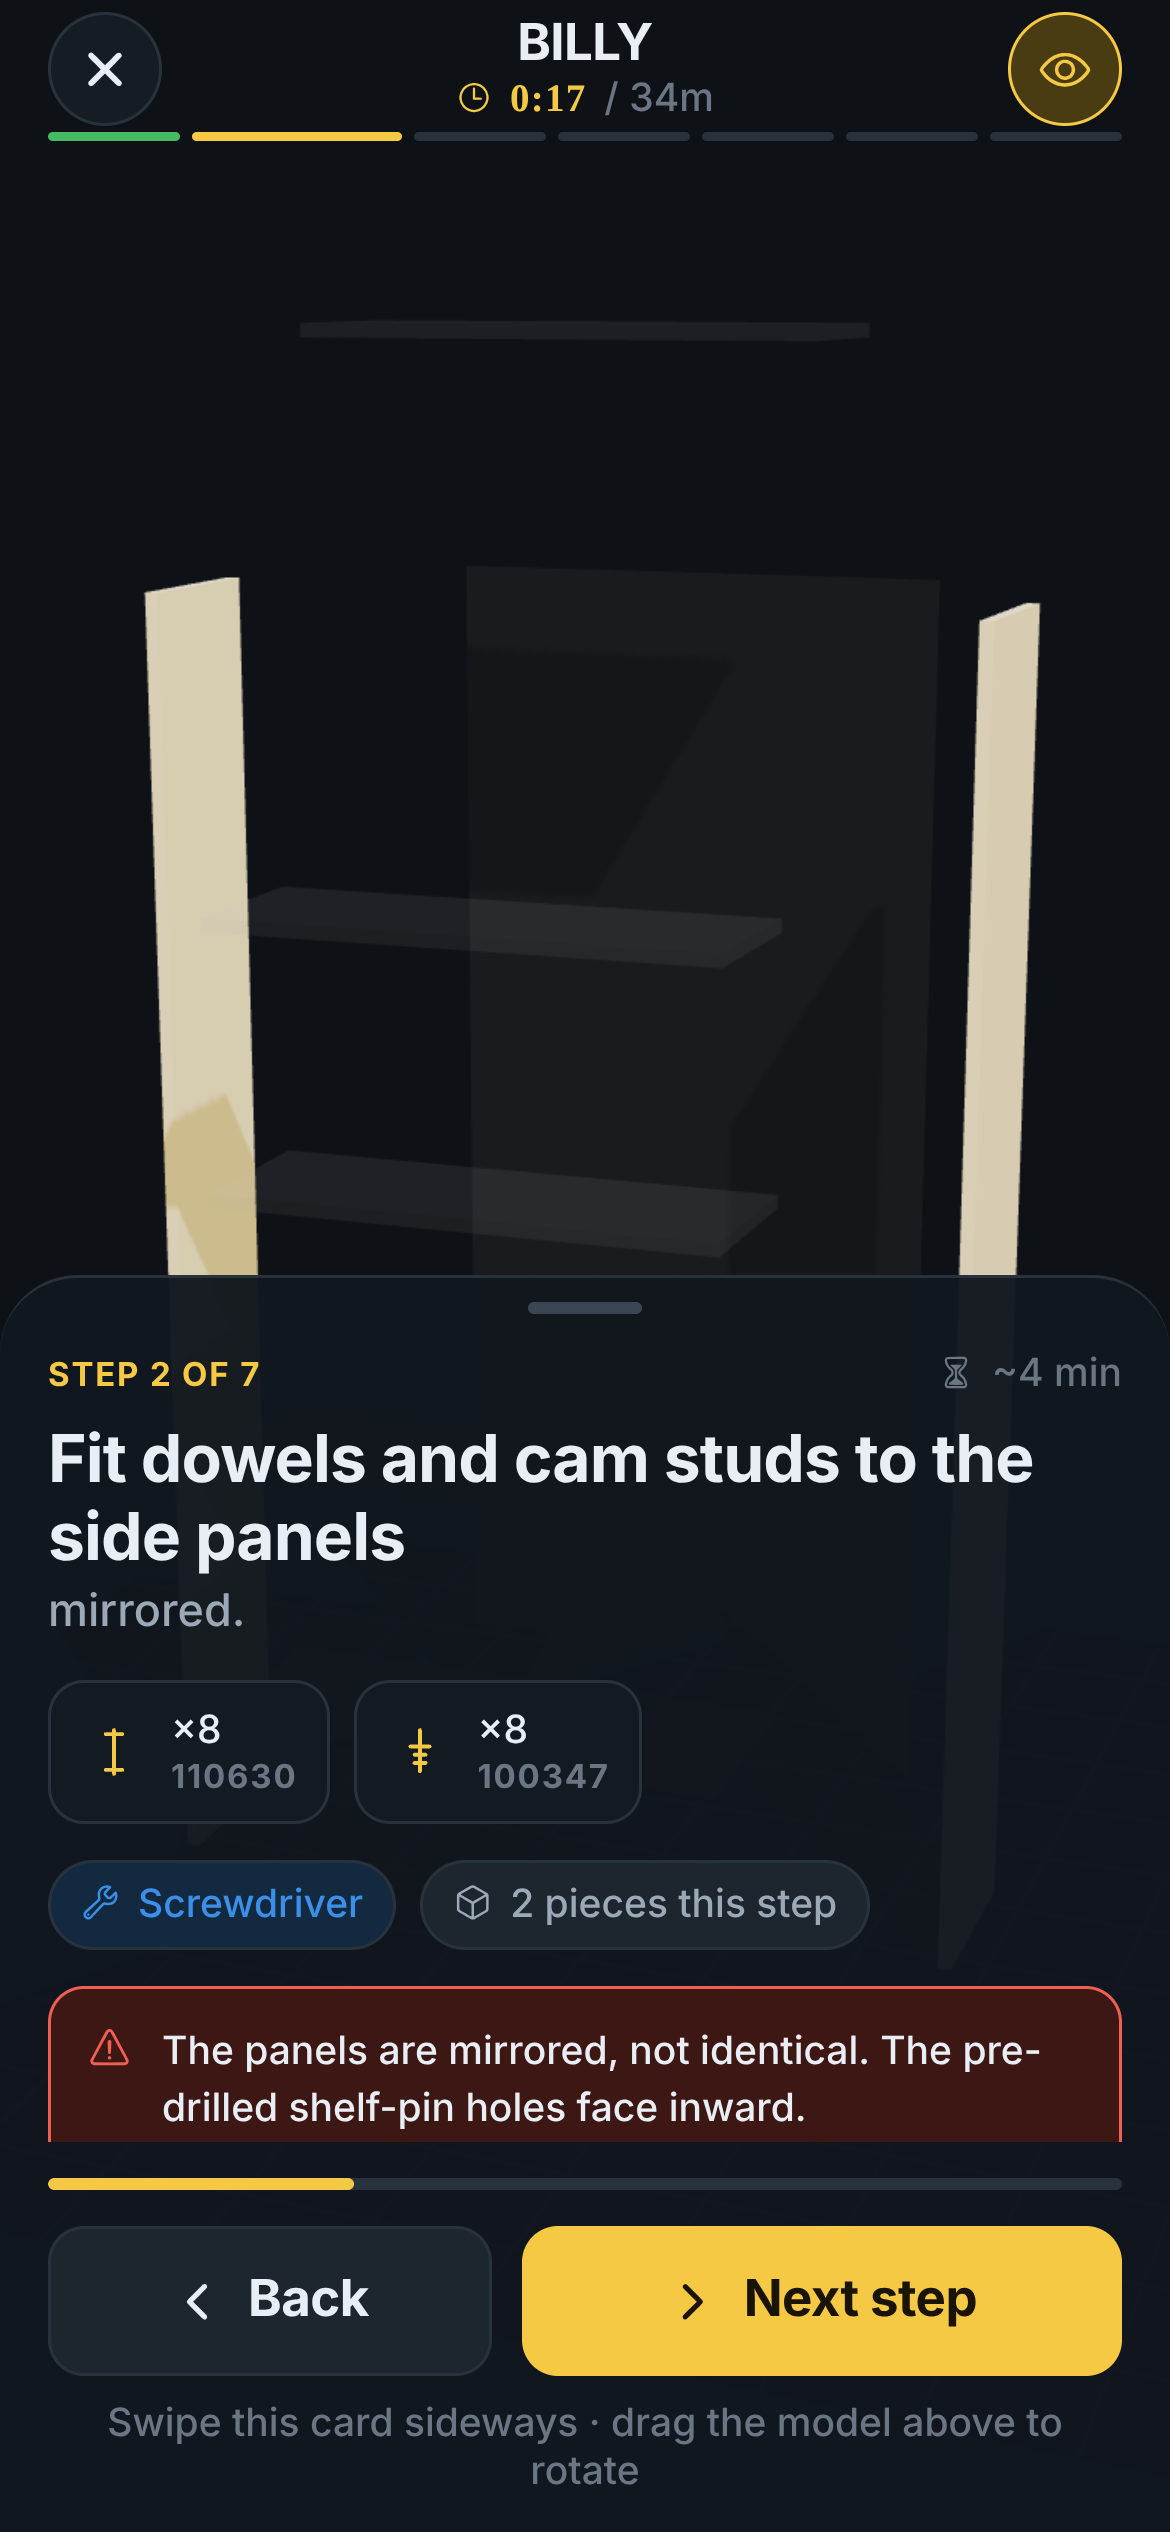 BILLY
0:17 / 34m
STEP 2 OF 7
~4 min
Fit dowels and cam studs to the
side panels
mirrored.
×8
110630
×8
100347
Screwdriver
2 pieces this step
The panels are mirrored, not identical. The pre-
drilled shelf-pin holes face inward.
Back
Next step
Swipe this card sideways · drag the model above to
rotate